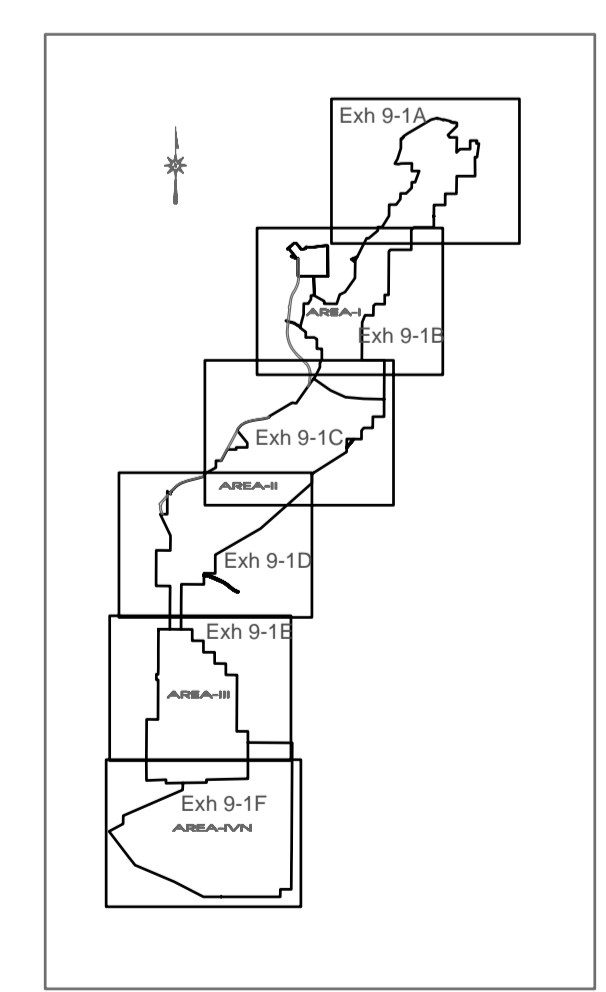 Exh 9-1A
AREA-I
Exh 9-1B
Exh 9-1C
AREA-II
Exh 9-1D
Exh 9-1E
AREA-III
Exh 9-1F
AREA-IVN